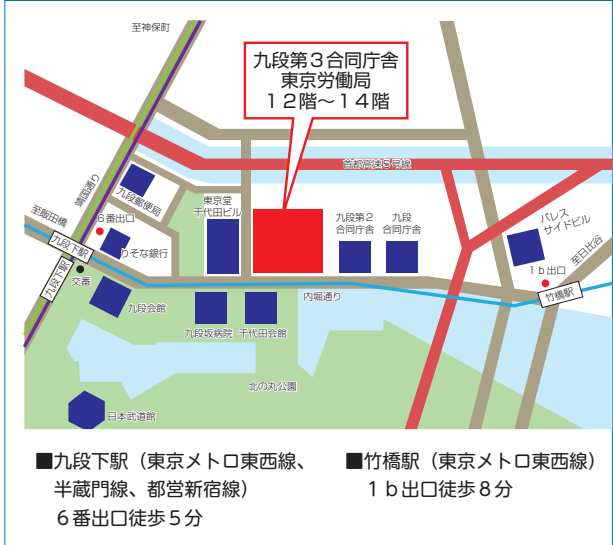 至神保町
九段第３合同庁舎
東京労働局
１２階～１４階
首都高速５号線
靖国通り
九段郵便局
至飯田橋
６番出口
東京堂
千代田ビル
九段第２
合同庁舎
九段
合同庁舎
パレス
サイドビル
至日比谷
九段下駅
りそな銀行
九段下駅
交番
１ｂ出口
竹橋駅
内堀通り
九段会館
九段坂病院
千代田会館
北の丸公園
日本武道館
■九段下駅（東京メトロ東西線、
半蔵門線、都営新宿線）
６番出口徒歩５分
■竹橋駅（東京メトロ東西線）
１ｂ出口徒歩８分